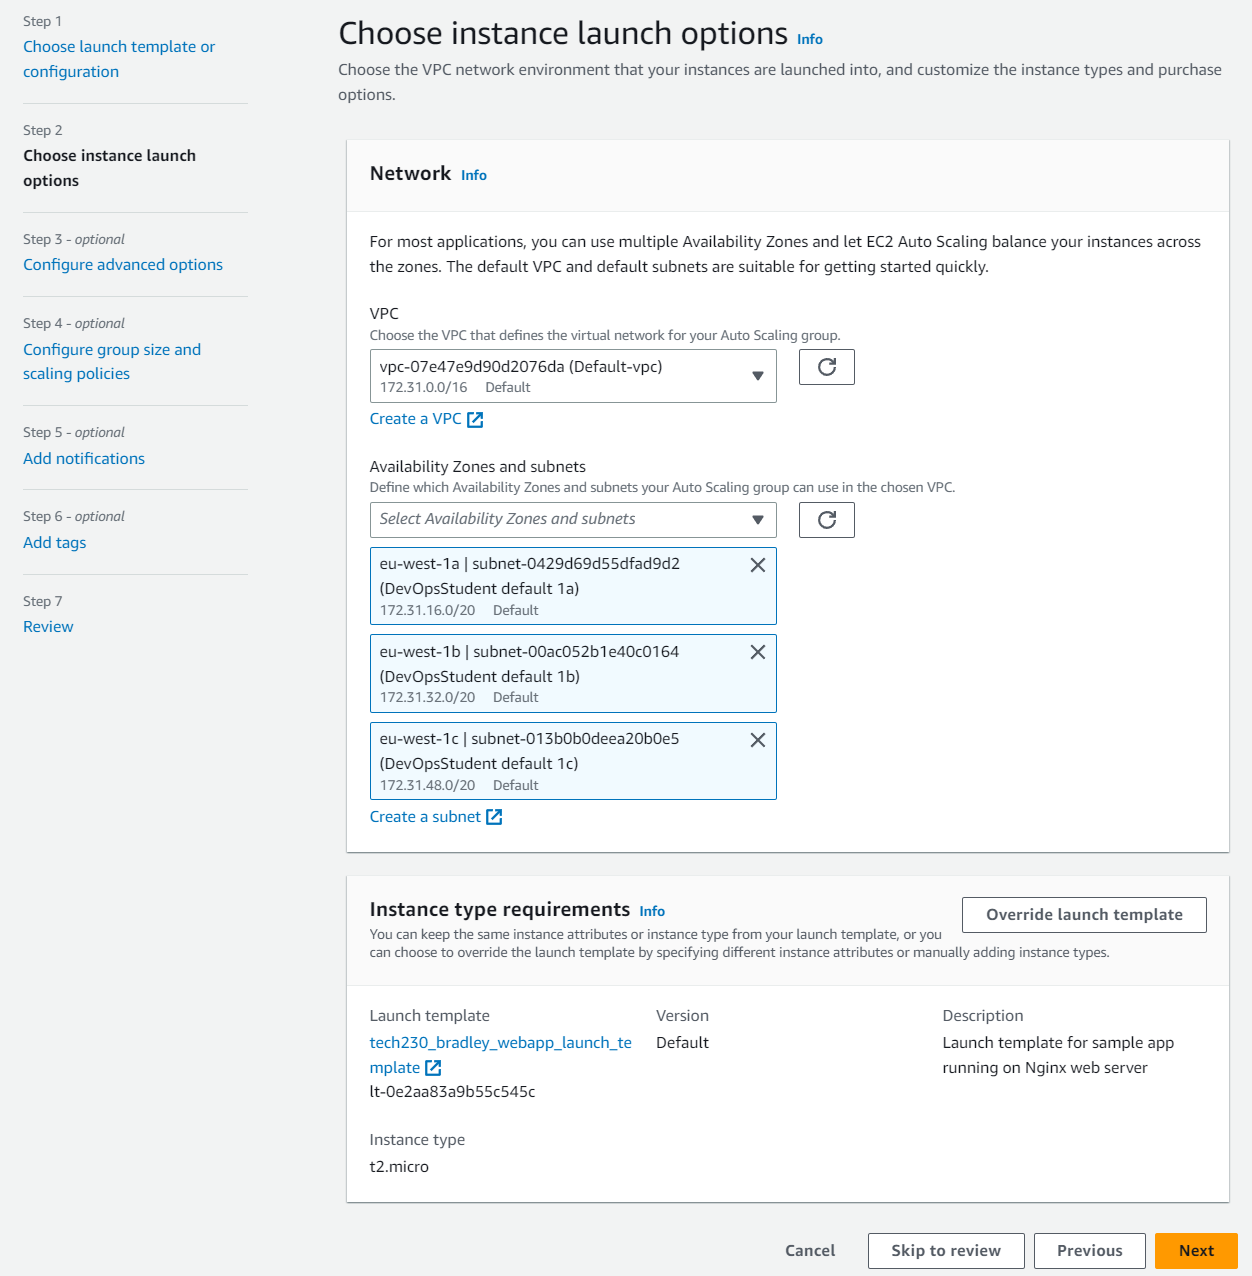 Step 1
Choose launch template or
configuration
Step 2
Choose instance launch
options
Step 3 - optional
Configure advanced options
Step 4 - optional
Configure group size and
scaling policies
Step 5 - optional
Add notifications
Step 6 - optional
Add tags
Step 7
Review
Choose instance launch options Info
Choose the VPC network environment that your instances are launched into, and customize the instance types and purchase
options.
Network Info
For most applications, you can use multiple Availability Zones and let EC2 Auto Scaling balance your instances across
the zones. The default VPC and default subnets are suitable for getting started quickly.
VPC
Choose the VPC that defines the virtual network for your Auto Scaling group.
vpc-07e47e9d90d2076da (Default-vpc)
172.31.0.0/16 Default
Create a VPC
Availability Zones and subnets
Define which Availability Zones and subnets your Auto Scaling group can use in the chosen VPC.
Select Availability Zones and subnets
eu-west-1a | subnet-0429d69d55dfad9d2
(DevOpsStudent default 1a)
172.31.16.0/20 Default
eu-west-1b | subnet-00ac052b1e40c0164
(DevOpsStudent default 1b)
172.31.32.0/20 Default
eu-west-1c | subnet-013b0b0deea20b0e5
(DevOpsStudent default 1c)
172.31.48.0/20 Default
Create a subnet
Instance type requirements Info
Override launch template
You can keep the same instance attributes or instance type from your launch template, or you
can choose to override the launch template by specifying different instance attributes or manually adding instance types.
Launch template
tech230_bradley_webapp_launch_te
mplate
lt-0e2aa83a9b55c545c
Version
Default
Description
Launch template for sample app
running on Nginx web server
Instance type
t2.micro
Cancel
Skip to review
Previous
Next